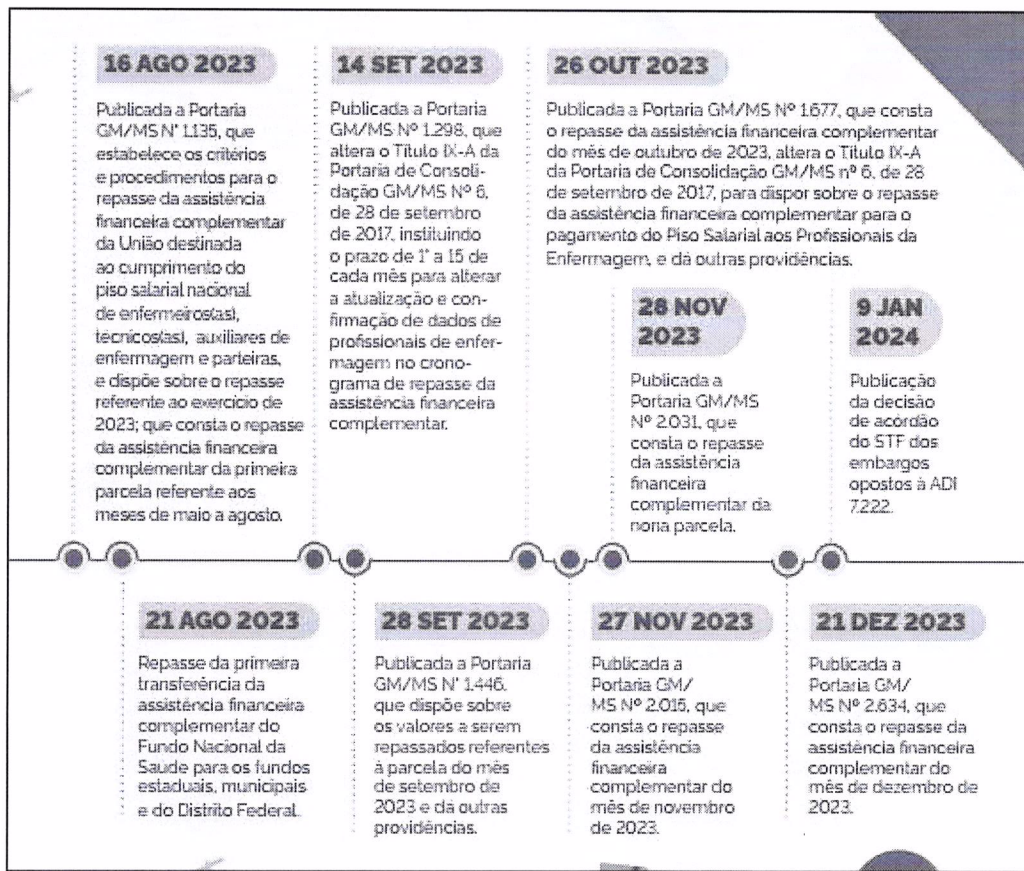 16 AGO 2023
Publicada a Portaria
GM/MS N° 1.135, que
estabelece os critérios
e procedimentos para o
repasse da assistência
financeira complementar
da União destinada
ao cumprimento do
piso salarial nacional
de enfermeiros(as),
técnicos(as), auxiliares de
enfermagem e parteiras,
e dispõe sobre o repasse
referente ao exercício de
2023; que consta o repasse
da assistência financeira
complementar da primeira
parcela referente aos
meses de maio a agosto.
14 SET 2023
Publicada a Portaria
GM/MS Nº 1.298, que
altera o Título IX-A da
Portaria de Consoli-
dação GM/MS Nº 6,
de 28 de setembro
de 2017, instituindo
o prazo de 1° a 15 de
cada mês para alterar
a atualização e con-
firmação de dados de
profissionais de enfer-
magem no crono-
grama de repasse da
assistência financeira
complementar.
26 OUT 2023
Publicada a Portaria GM/MS Nº 1.677, que consta
o repasse da assistência financeira complementar
do mês de outubro de 2023, altera o Título IX-A
da Portaria de Consolidação GM/MS nº 6, de 28
de setembro de 2017, para dispor sobre o repasse
da assistência financeira complementar para o
pagamento do Piso Salarial aos Profissionais da
Enfermagem, e dá outras providências.
28 NOV
2023
Publicada a
Portaria GM/MS
Nº 2.031, que
consta o repasse
da assistência
financeira
complementar da
nona parcela.
9 JAN
2024
Publicação
da decisão
de acórdão
do STF dos
embargos
opostos à ADI
7.222.
21 AGO 2023
Repasse da primeira
transferência da
assistência financeira
complementar do
Fundo Nacional da
Saúde para os fundos
estaduais, municipais
e do Distrito Federal.
28 SET 2023
Publicada a Portaria
GM/MS N° 1.446,
que dispõe sobre
os valores a serem
repassados referentes
à parcela do mês
de setembro de
2023 e dá outras
providências.
27 NOV 2023
Publicada a
Portaria GM/
MS Nº 2.015, que
consta o repasse
da assistência
financeira
complementar do
mês de novembro
de 2023.
21 DEZ 2023
Publicada a
Portaria GM/
MS Nº 2.634, que
consta o repasse da
assistência financeira
complementar do
mês de dezembro de
2023.